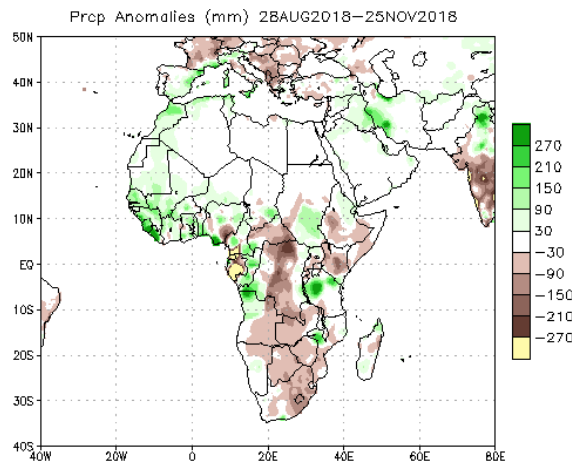 Prcp Anomalies (mm) 28AUG2018–25NOV2018
50N
40N
30N
20N
10N
EQ
10S
20S
30S
40S
40W 20W 0 20E 40E 60E 80E
270
210
150
90
30
−30
−90
−150
−210
−270